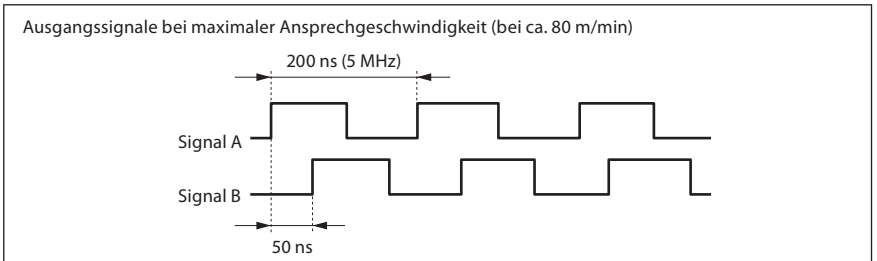 Ausgangssignale bei maximaler Ansprechgeschwindigkeit (bei ca. 80 m/min)
200 ns (5 MHz)
Signal A
Signal B
50 ns